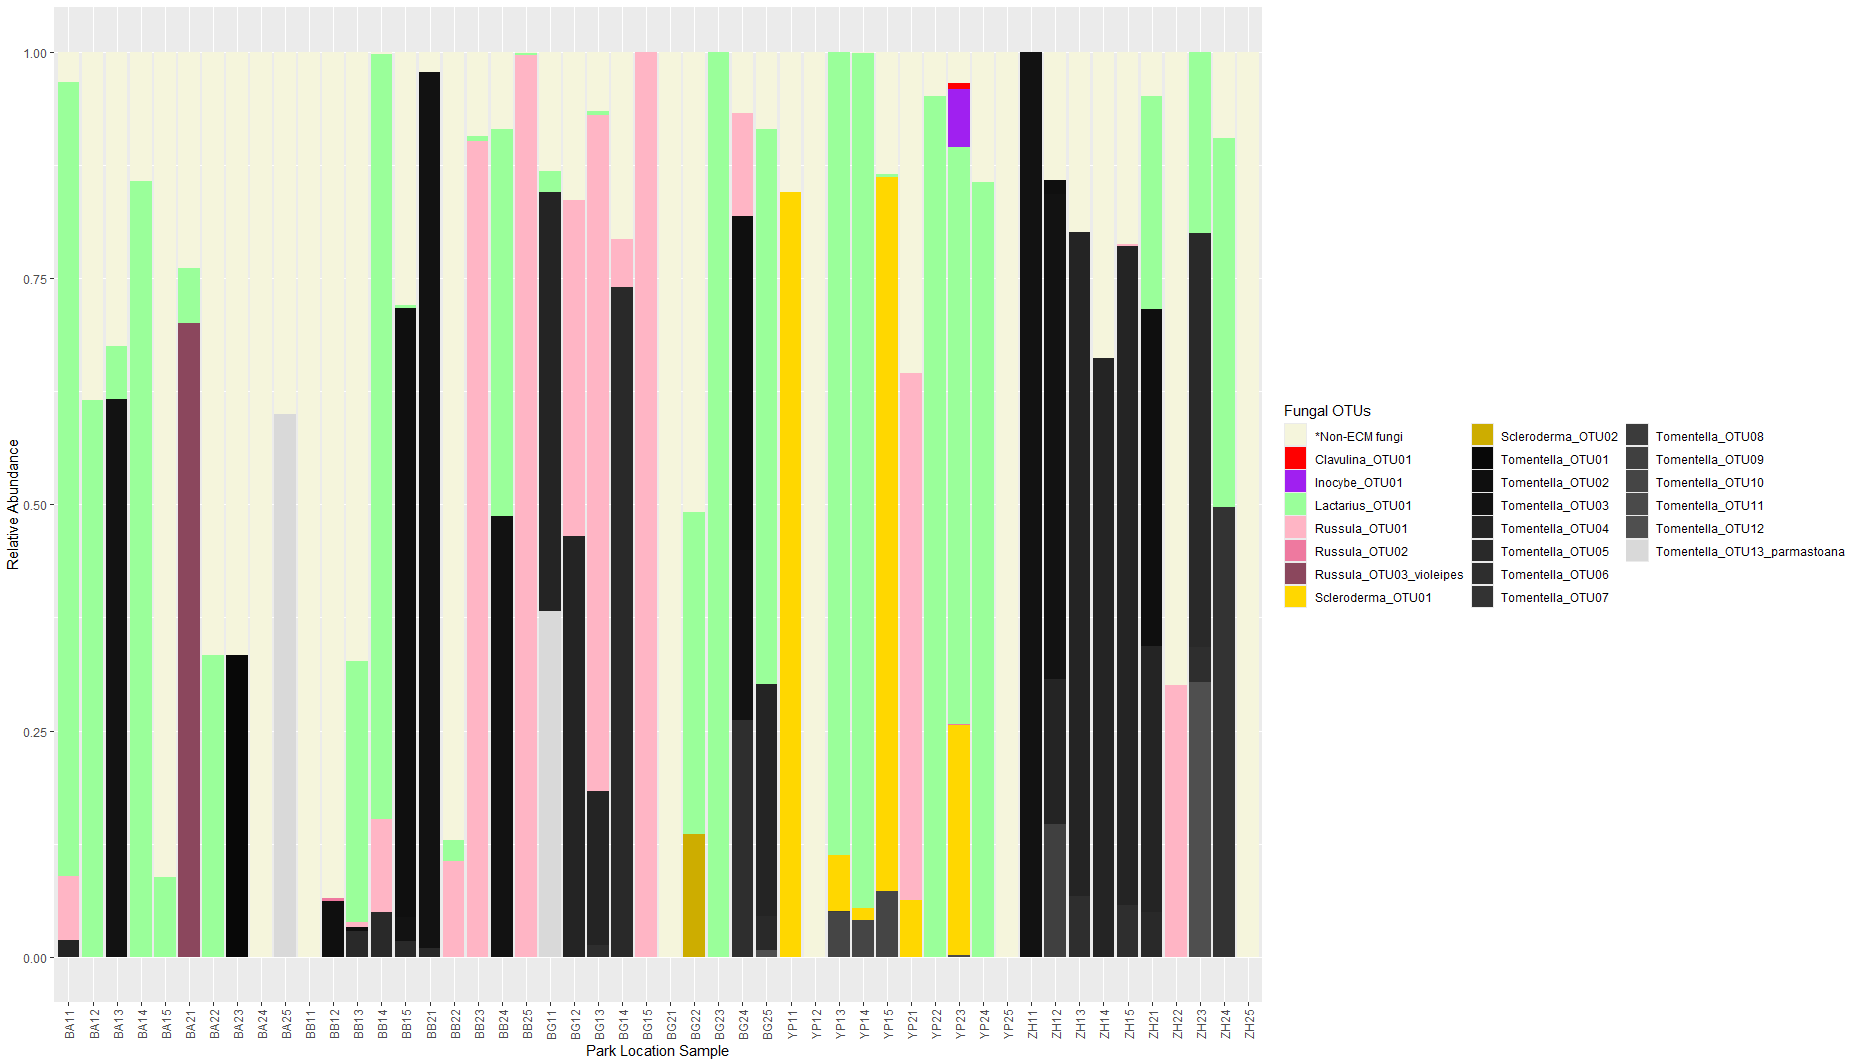 1.00
0.75
0.50
0.25
0.00
Relative Abundance
BA11 BA12 BA13 BA14 BA15 BA21 BA22 BA23 BA24 BA25 BB11 BB12 BB13 BB14 BB15 BB21 BB22 BB23 BB24 BB25 BG11 BG12 BG13 BG14 BG15 BG21 BG22 BG23 BG24 BG25 YP11 YP12 YP13 YP14 YP15 YP21 YP22 YP23 YP24 YP25 ZH11 ZH12 ZH13 ZH14 ZH15 ZH21 ZH22 ZH23 ZH24 ZH25
Park Location Sample
Fungal OTUs
*Non-ECM fungi
Clavulina_OTU01
Inocybe_OTU01
Lactarius_OTU01
Russula_OTU01
Russula_OTU02
Russula_OTU03_violeipes
Scleroderma_OTU01
Scleroderma_OTU02
Tomentella_OTU01
Tomentella_OTU02
Tomentella_OTU03
Tomentella_OTU04
Tomentella_OTU05
Tomentella_OTU06
Tomentella_OTU07
Tomentella_OTU08
Tomentella_OTU09
Tomentella_OTU10
Tomentella_OTU11
Tomentella_OTU12
Tomentella_OTU13_parmastoana